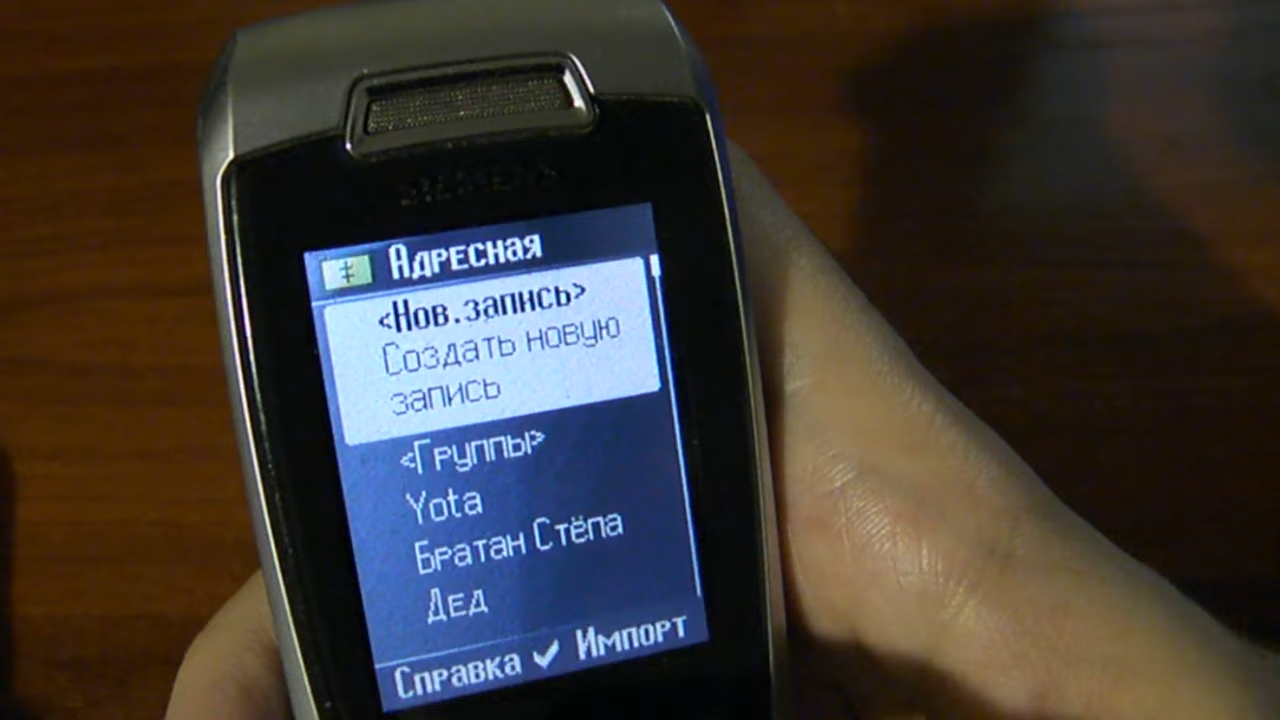 Адресная
<Нов.запись>
Создать новую
запись
<Группы>
Yota
Братан Стёпа
Дед
Справка Импорт